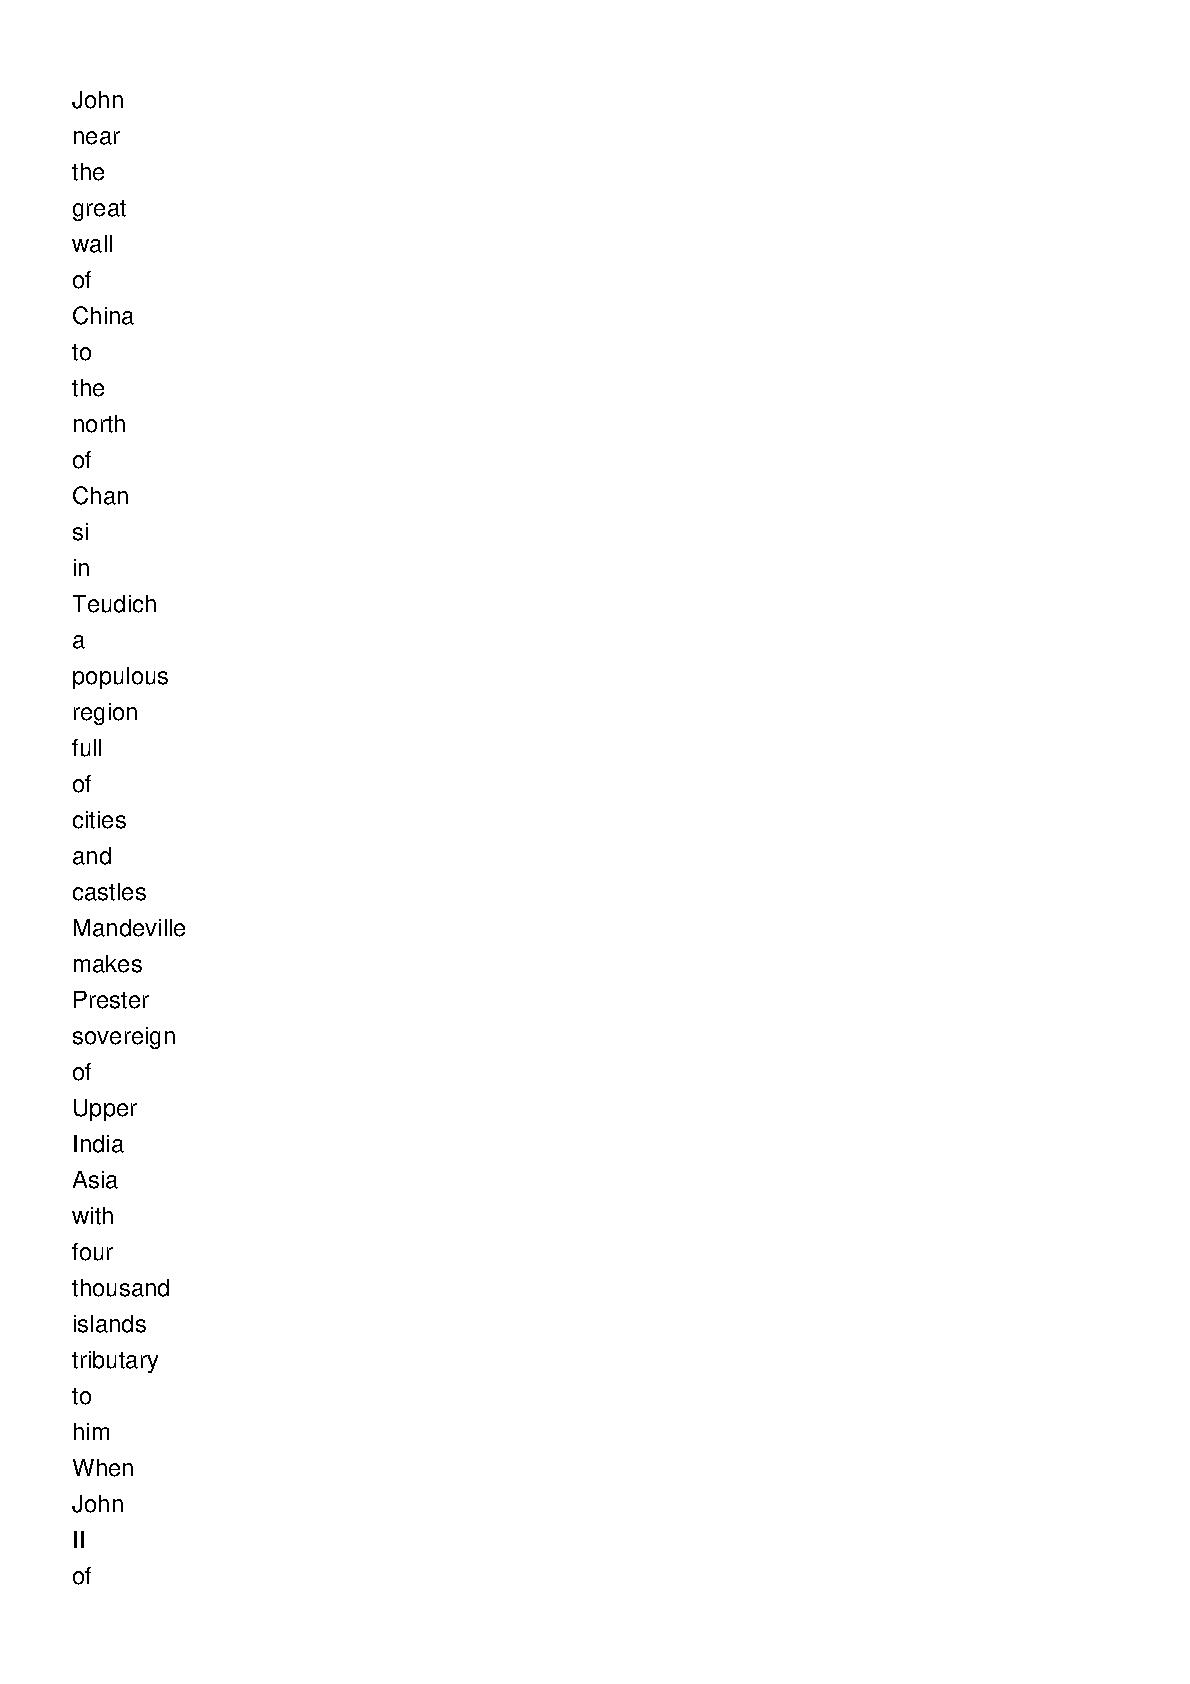 John
near
the
great
wall
of
China
to
the
north
of
Chan
si
in
Teudich
a
populous
region
full
of
cities
and
castles
Mandeville
makes
Prester
sovereign
of
Upper
India
Asia
with
four
thousand
islands
tributary
to
him
When
John
II
of